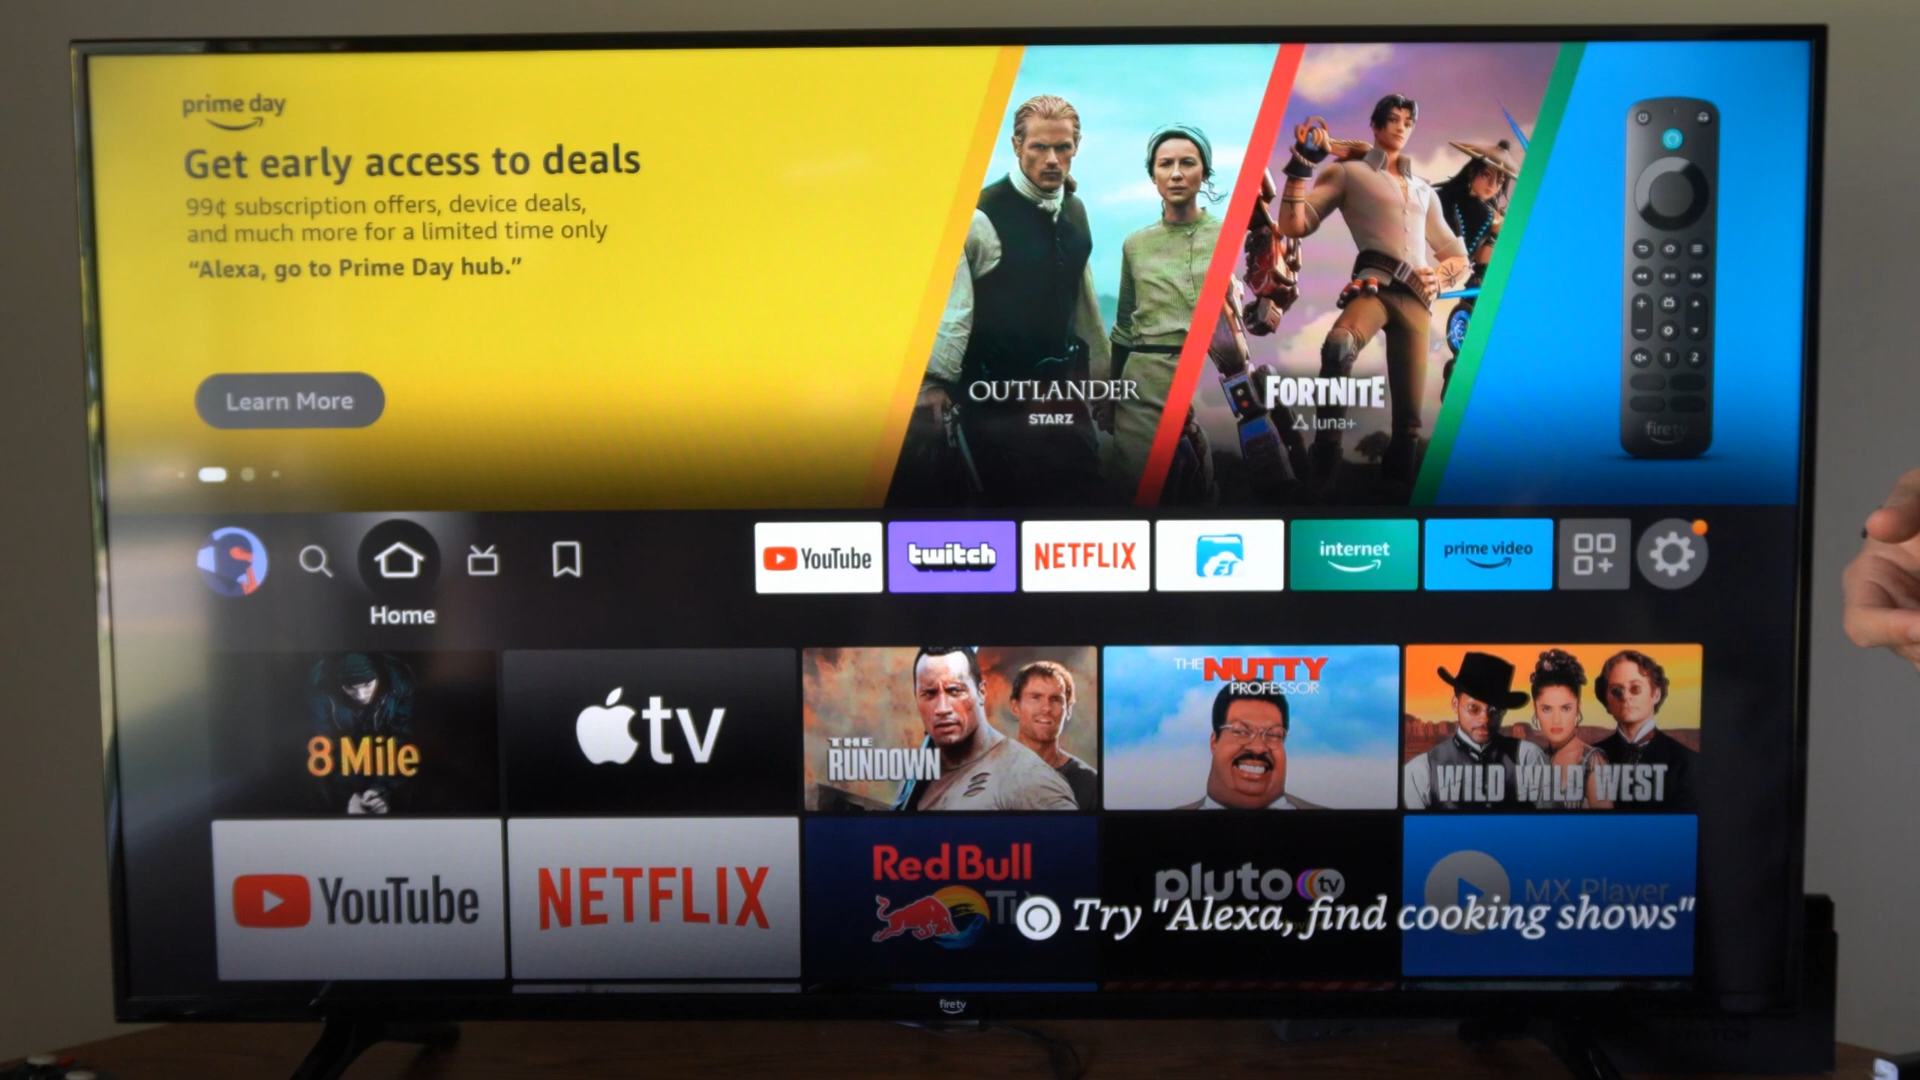 prime day
Get early access to deals
99¢ subscription offers, device deals,
and much more for a limited time only
“Alexa, go to Prime Day hub.”
Learn More
OUTLANDER
STARZ
FORTNITE
luna+
1 2
fire tv
YouTube
twitch
NETFLIX
ES
internet
prime video
Home
8 Mile
tv
THE RUNDOWN
THE NUTTY
PROFESSOR
WILD WILD WEST
YouTube
NETFLIX
Red Bull
pluto tv
MX Player
Try "Alexa, find cooking shows"
fire tv